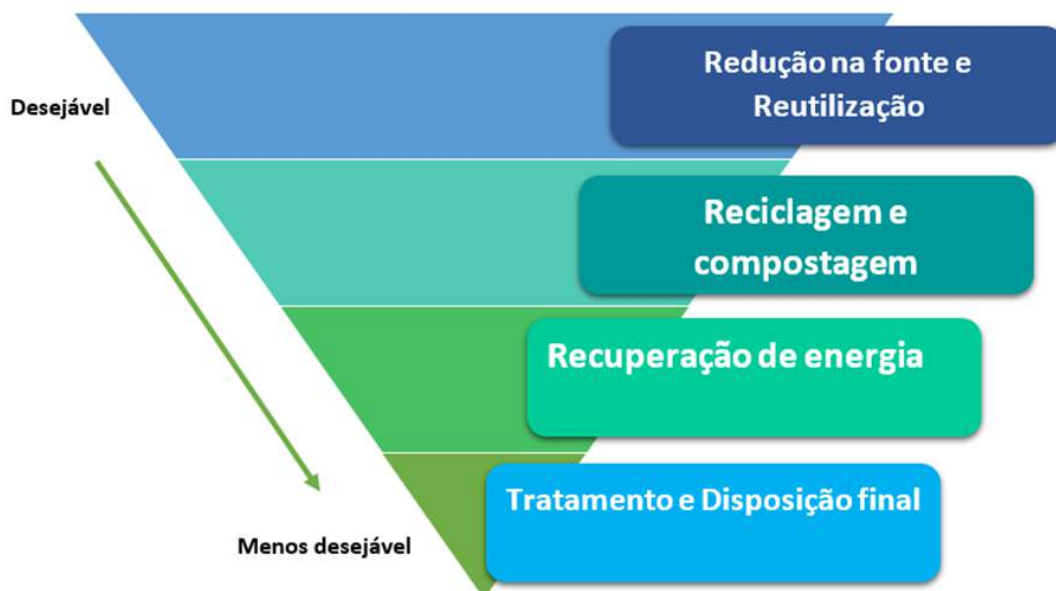 Redução na fonte e
Reutilização
Desejável
Reciclagem e
compostagem
Recuperação de energia
Tratamento e Disposição final
Menos desejável